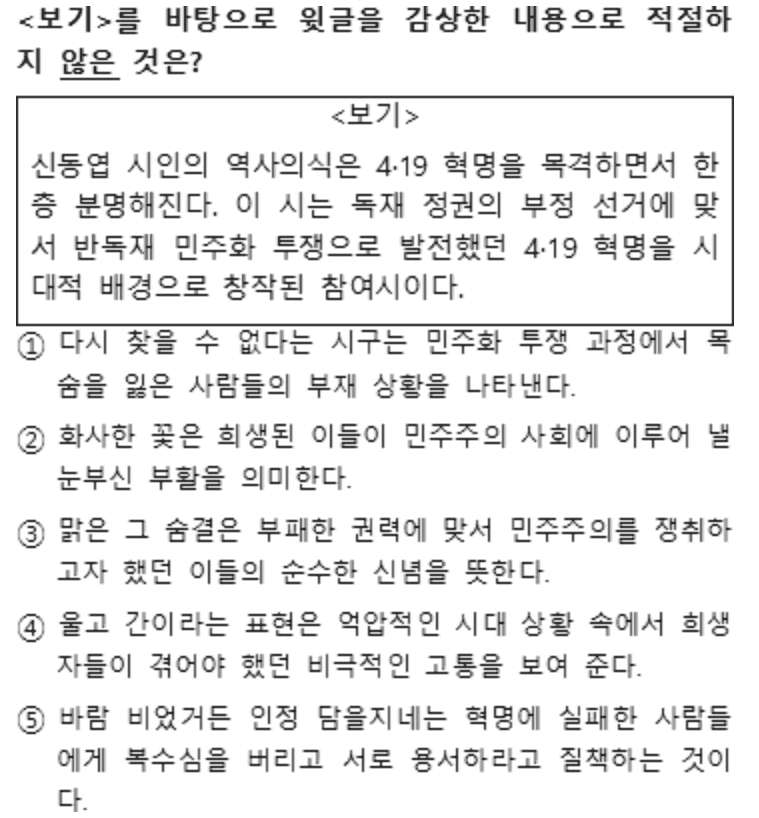 <보기>를 바탕으로 윗글을 감상한 내용으로 적절하
지 않은 것은?
<보기>
신동엽 시인의 역사의식은 4·19 혁명을 목격하면서 한
층 분명해진다. 이 시는 독재 정권의 부정 선거에 맞
서 반독재 민주화 투쟁으로 발전했던 4·19 혁명을 시
대적 배경으로 창작된 참여시이다.
① 다시 찾을 수 없다는 시구는 민주화 투쟁 과정에서 목
숨을 잃은 사람들의 부재 상황을 나타낸다.
② 화사한 꽃은 희생된 이들이 민주주의 사회에 이루어 낼
눈부신 부활을 의미한다.
③ 맑은 그 숨결은 부패한 권력에 맞서 민주주의를 쟁취하
고자 했던 이들의 순수한 신념을 뜻한다.
④ 울고 간이라는 표현은 억압적인 시대 상황 속에서 희생
자들이 겪어야 했던 비극적인 고통을 보여 준다.
⑤ 바람 비었거든 인정 담을지네는 혁명에 실패한 사람들
에게 복수심을 버리고 서로 용서하라고 질책하는 것이
다.